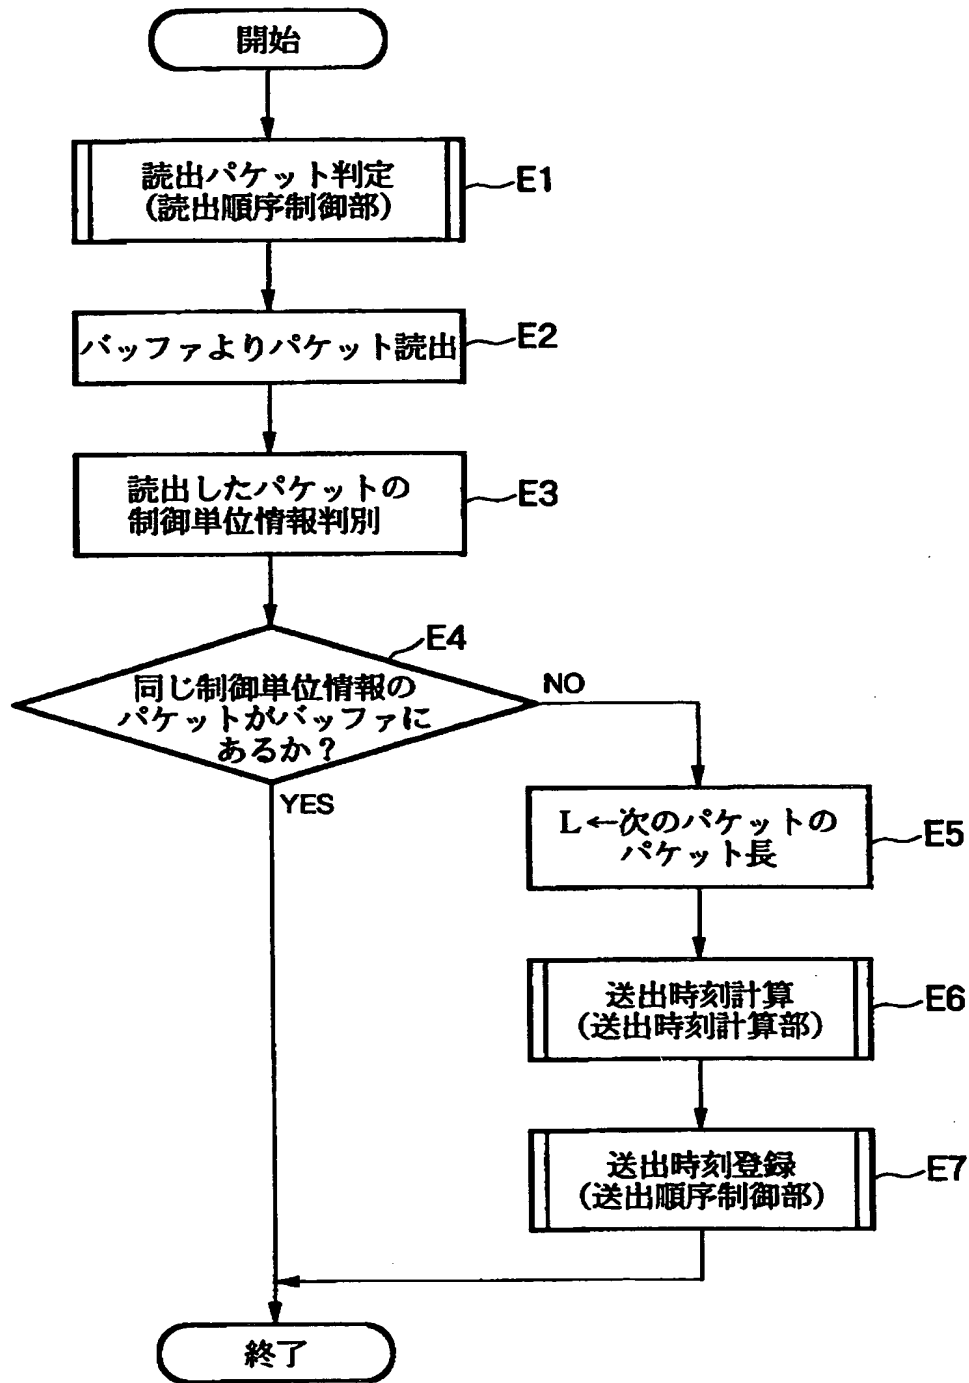 開始
読出パケット判定
(読出順序制御部)
E1
バッファよりパケット読出
E2
読出したパケットの
制御単位情報判別
E3
E4
同じ制御単位情報の
パケットがバッファに
あるか?
NO
YES
L←次のパケットの
パケット長
E5
送出時刻計算
(送出時刻計算部)
E6
送出時刻登録
(送出順序制御部)
E7
終了